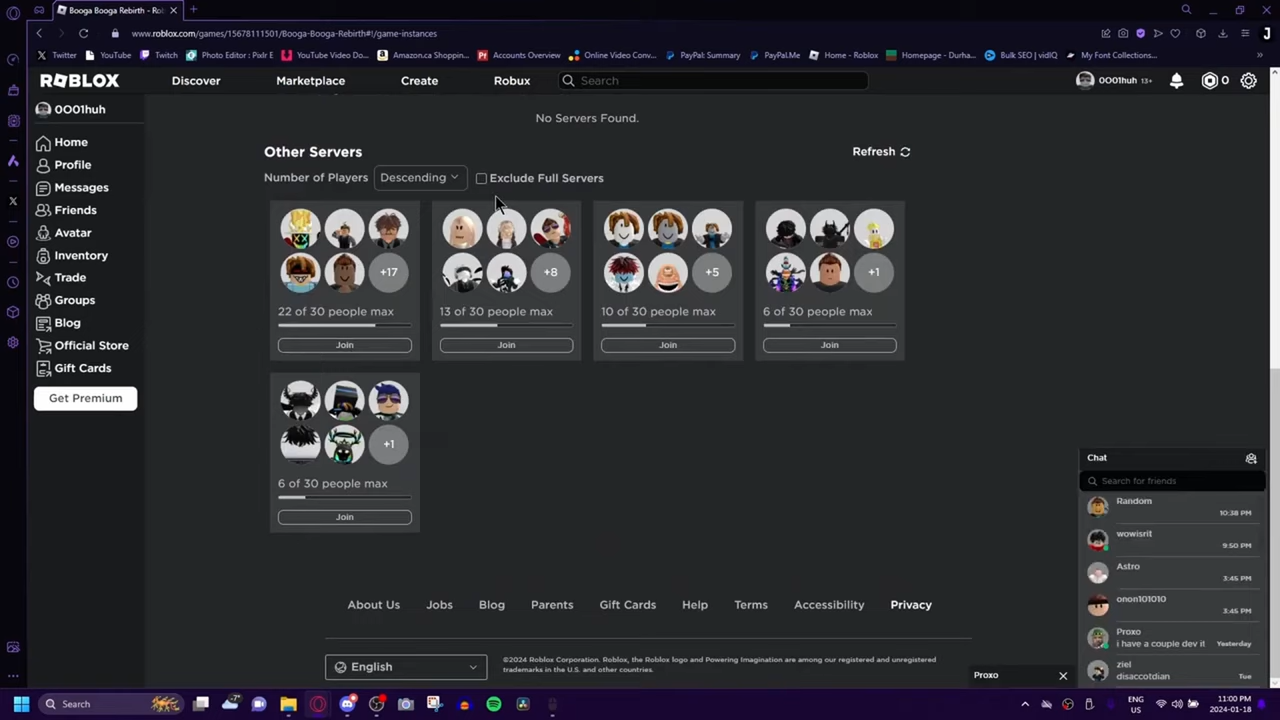 Booga Booga Rebirth - Rob
www.roblox.com/games/15678111501/Booga-Booga-Rebirth#!/game-instances
J
Twitter YouTube Twitch Photo Editor : Pixlr E... YouTube Video Do... Amazon.ca Shoppin... Accounts Overview Online Video Conv... PayPal: Summary PayPal.Me Home - Roblox Homepage - Durha... Bulk SEO | vidIQ My Font Collections...
ROBLOX Discover Marketplace Create Robux Search 0O01huh 13+ 0
0O01huh
Home
Profile
Messages
Friends
Avatar
Inventory
Trade
Groups
Blog
Official Store
Gift Cards
Get Premium
No Servers Found.
Other Servers Refresh
Number of Players Descending Exclude Full Servers
+17 +8 +5 +1
22 of 30 people max 13 of 30 people max 10 of 30 people max 6 of 30 people max
Join Join Join Join
+1
6 of 30 people max
Join
About Us Jobs Blog Parents Gift Cards Help Terms Accessibility Privacy
English
©2024 Roblox Corporation. Roblox, the Roblox logo and Powering Imagination are among our registered and unregistered
trademarks in the U.S. and other countries.
Chat
Search for friends
Random
10:38 PM
wowisrit
9:50 PM
Astro
3:45 PM
onon101010
3:45 PM
Proxo
i have a couple dev it Yesterday
ziel
disaccotdian Tue
Proxo
Search
ENG
US
11:00 PM
2024-01-18